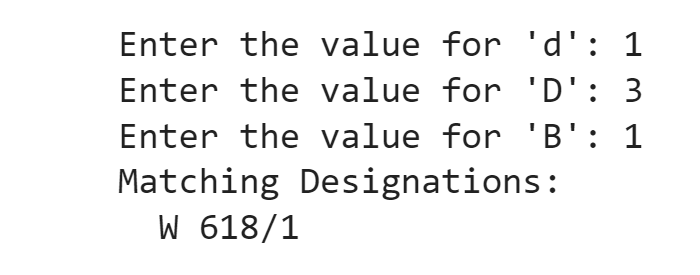 Enter the value for 'd': 1
Enter the value for 'D': 3
Enter the value for 'B': 1
Matching Designations:
  W 618/1